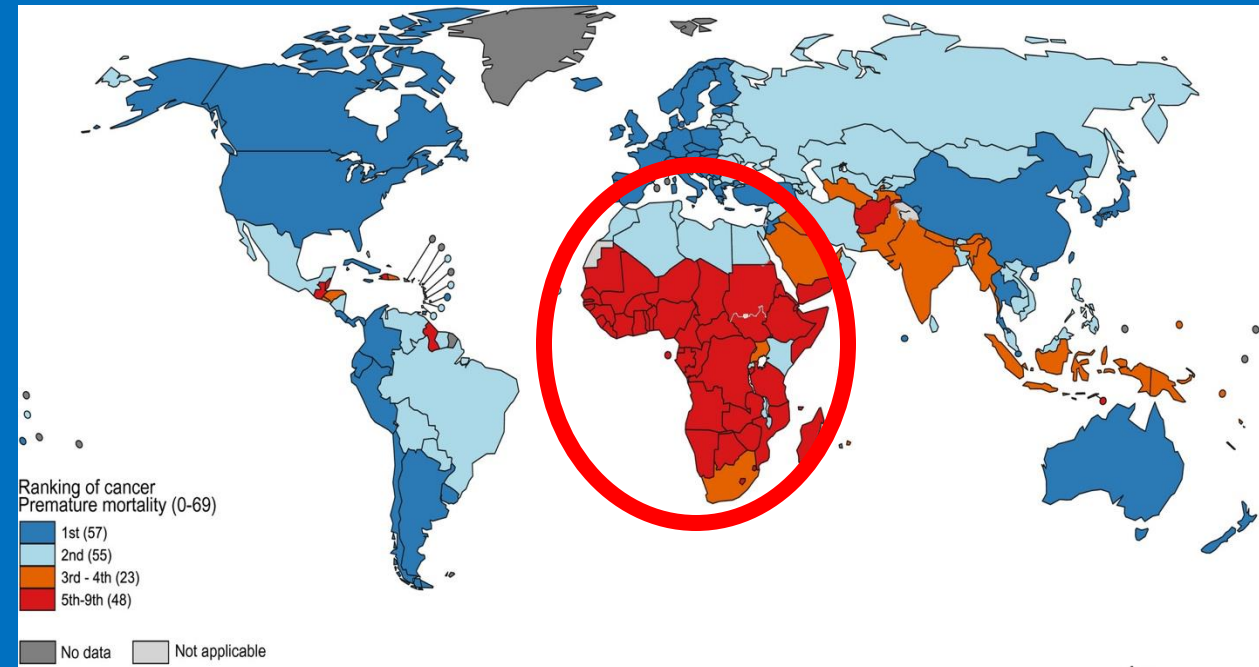 Ranking of cancer
Premature mortality (0-69)
1st (57)
2nd (55)
3rd - 4th (23)
5th-9th (48)
No data
Not applicable